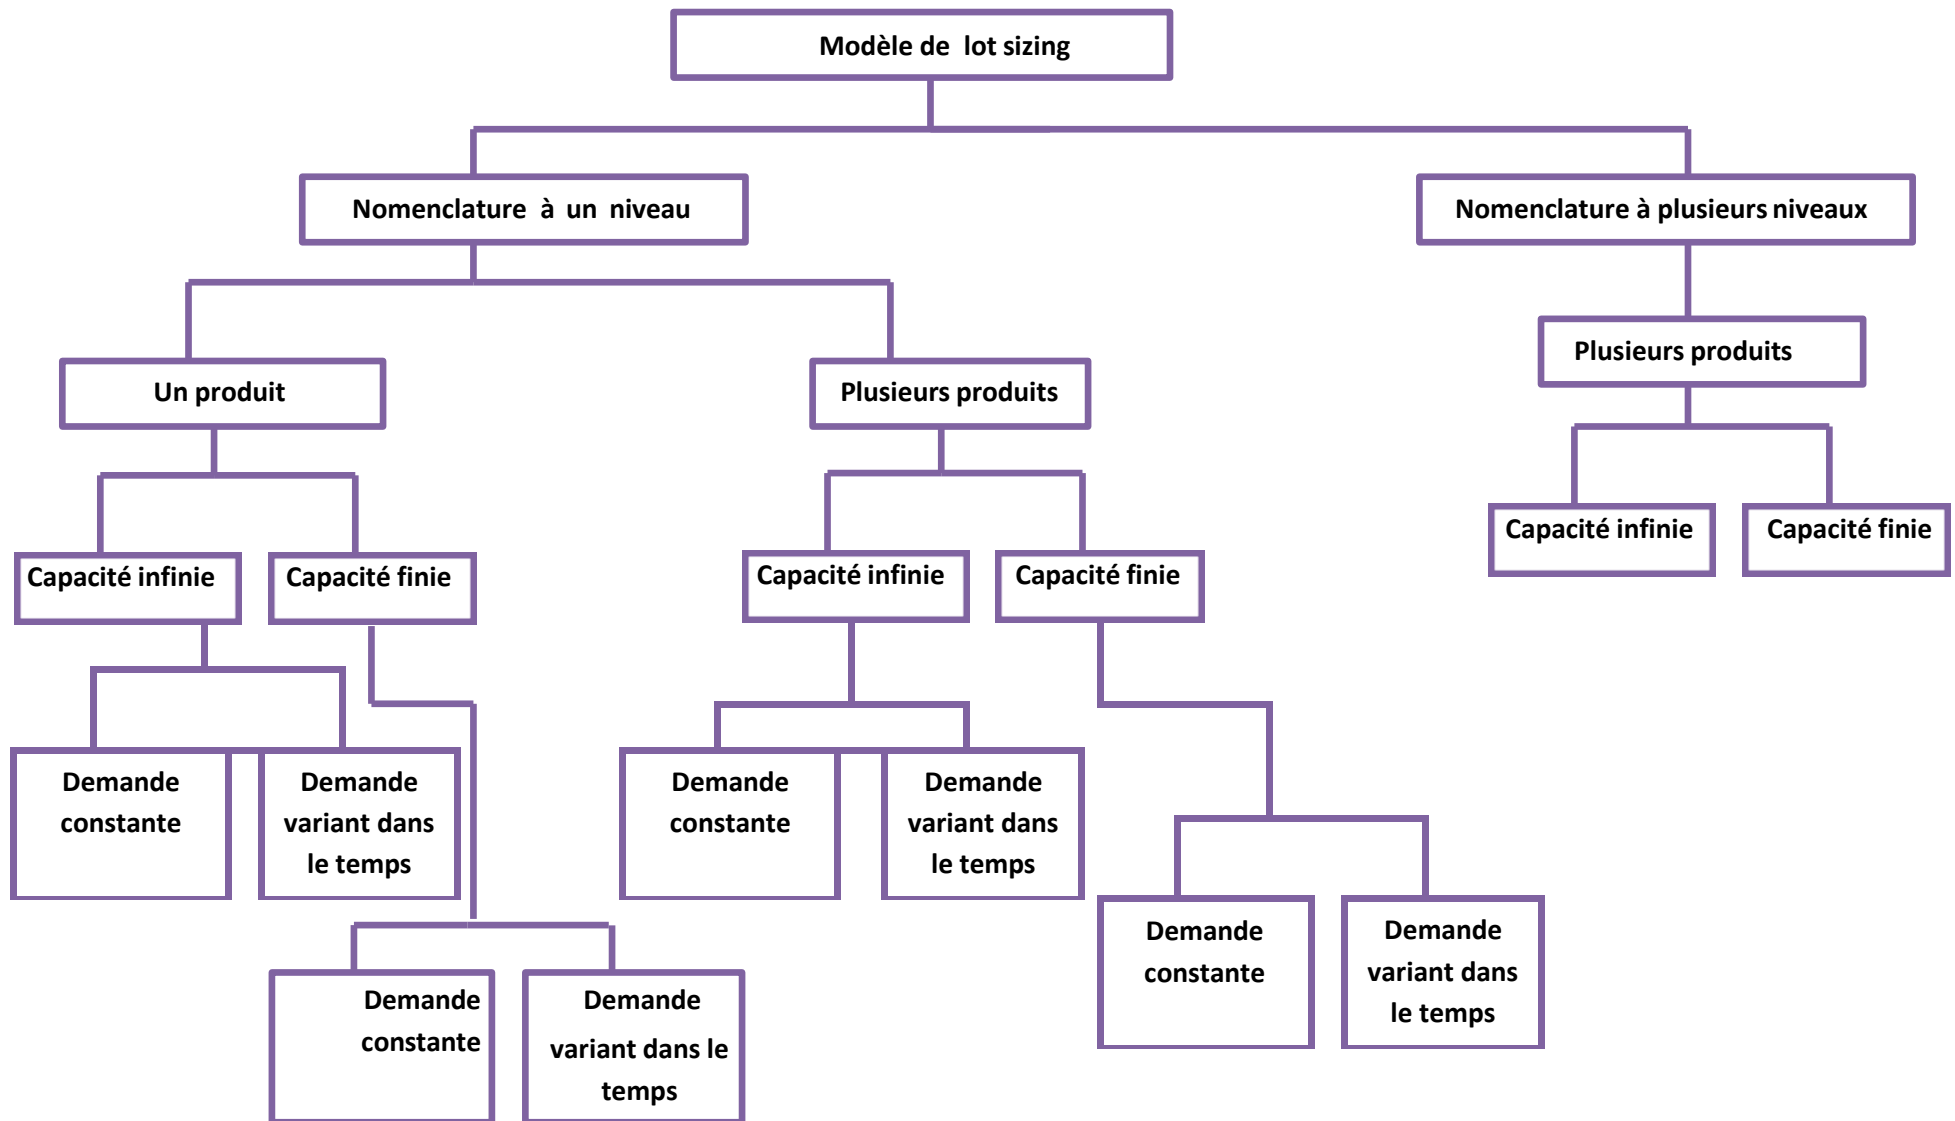 Modèle de lot sizing
Nomenclature à un niveau
Nomenclature à plusieurs niveaux
Un produit
Plusieurs produits
Plusieurs produits
Capacité infinie
Capacité finie
Capacité infinie
Capacité finie
Capacité infinie
Capacité finie
Demande
constante
Demande
variant dans
le temps
Demande
constante
Demande
variant dans
le temps
Demande
constante
Demande
variant dans le
temps
Demande
constante
Demande
variant dans
le temps